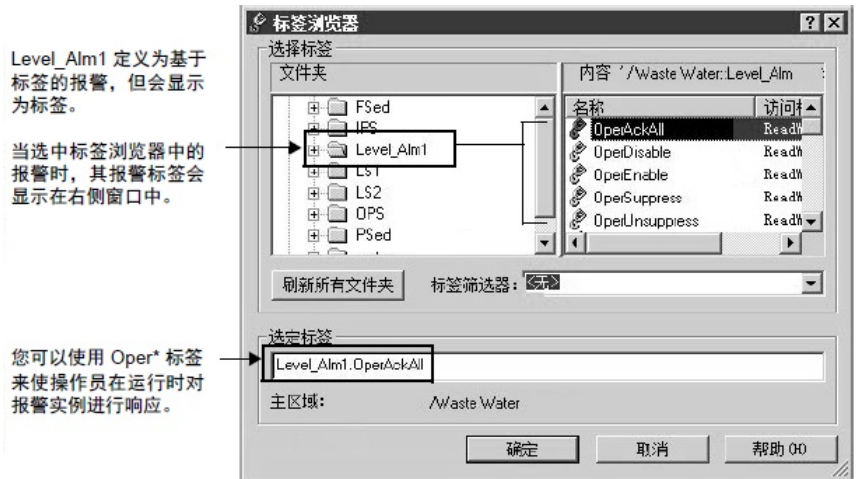 标签浏览器
选择标签
文件夹
内容 '/Waste Water::Level_Alm
Level_Alm1 定义为基于
标签的报警，但会显示
为标签。
当选中标签浏览器中的
报警时，其报警标签会
显示在右侧窗口中。
FSed
IFS
Level_Alm1
LS1
LS2
OPS
PSed
名称
访问
OperAckAll
ReadW
OperDisable
ReadW
OperEnable
ReadW
OperSuppress
ReadW
OperUnsuppress
ReadW
刷新所有文件夹
标签筛选器：
<无>
选定标签
您可以使用 Oper* 标签
来使操作员在运行时对
报警实例进行响应。
Level_Alm1.OperAckAll
主区域：
/Waste Water
确定
取消
帮助(H)